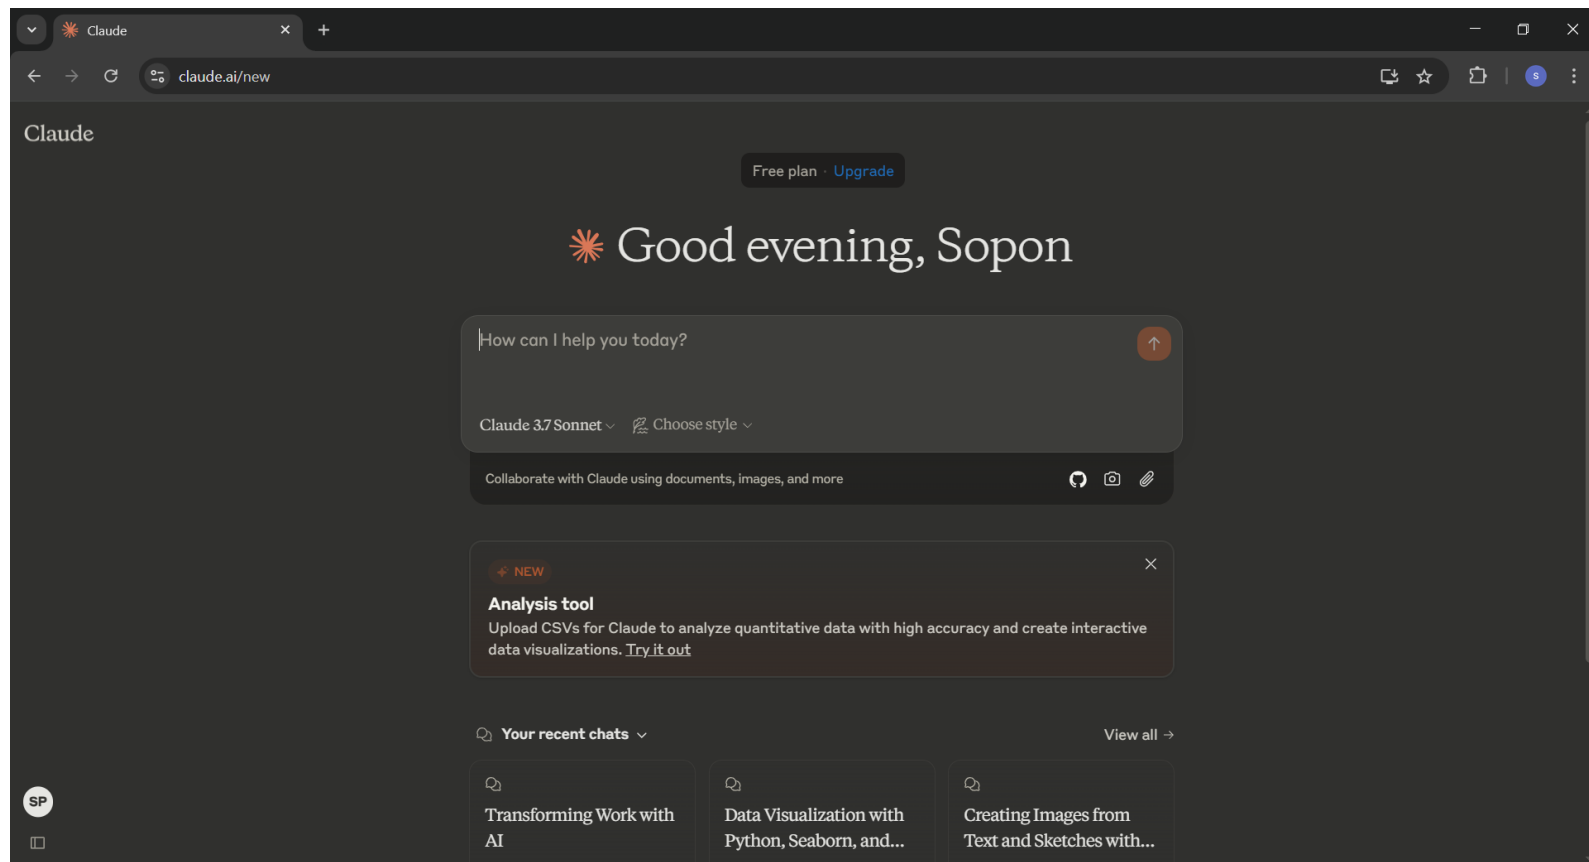 Claude
claude.ai/new
S
Claude
Free plan · Upgrade
Good evening, Sopon
How can I help you today?
Claude 3.7 Sonnet
Choose style
Collaborate with Claude using documents, images, and more
NEW
Analysis tool
Upload CSVs for Claude to analyze quantitative data with high accuracy and create interactive
data visualizations. Try it out
Your recent chats
View all →
Transforming Work with
AI
Data Visualization with
Python, Seaborn, and...
Creating Images from
Text and Sketches with...
SP